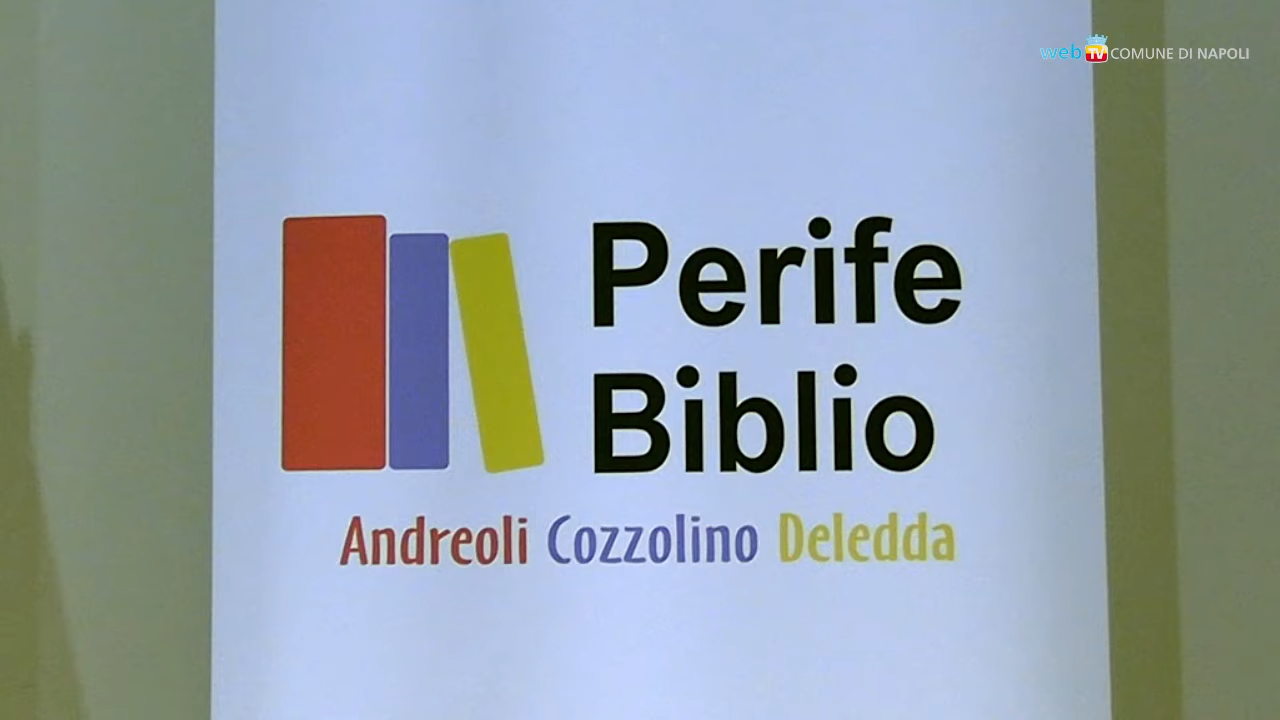 web TV COMUNE DI NAPOLI
Perife
Biblio
Andreoli Cozzolino Deledda